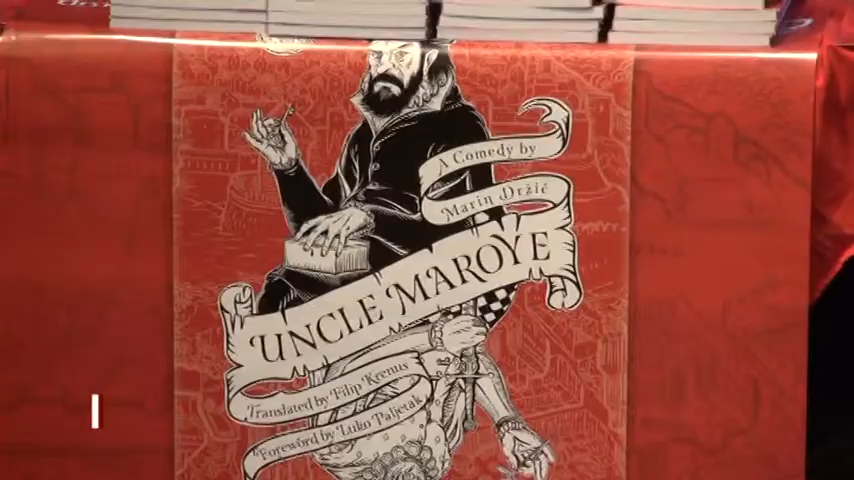 A Comedy by
Marin Držić
UNCLE MAROYE
Translated by Filip Krenus
Foreword by Luko Paljetak